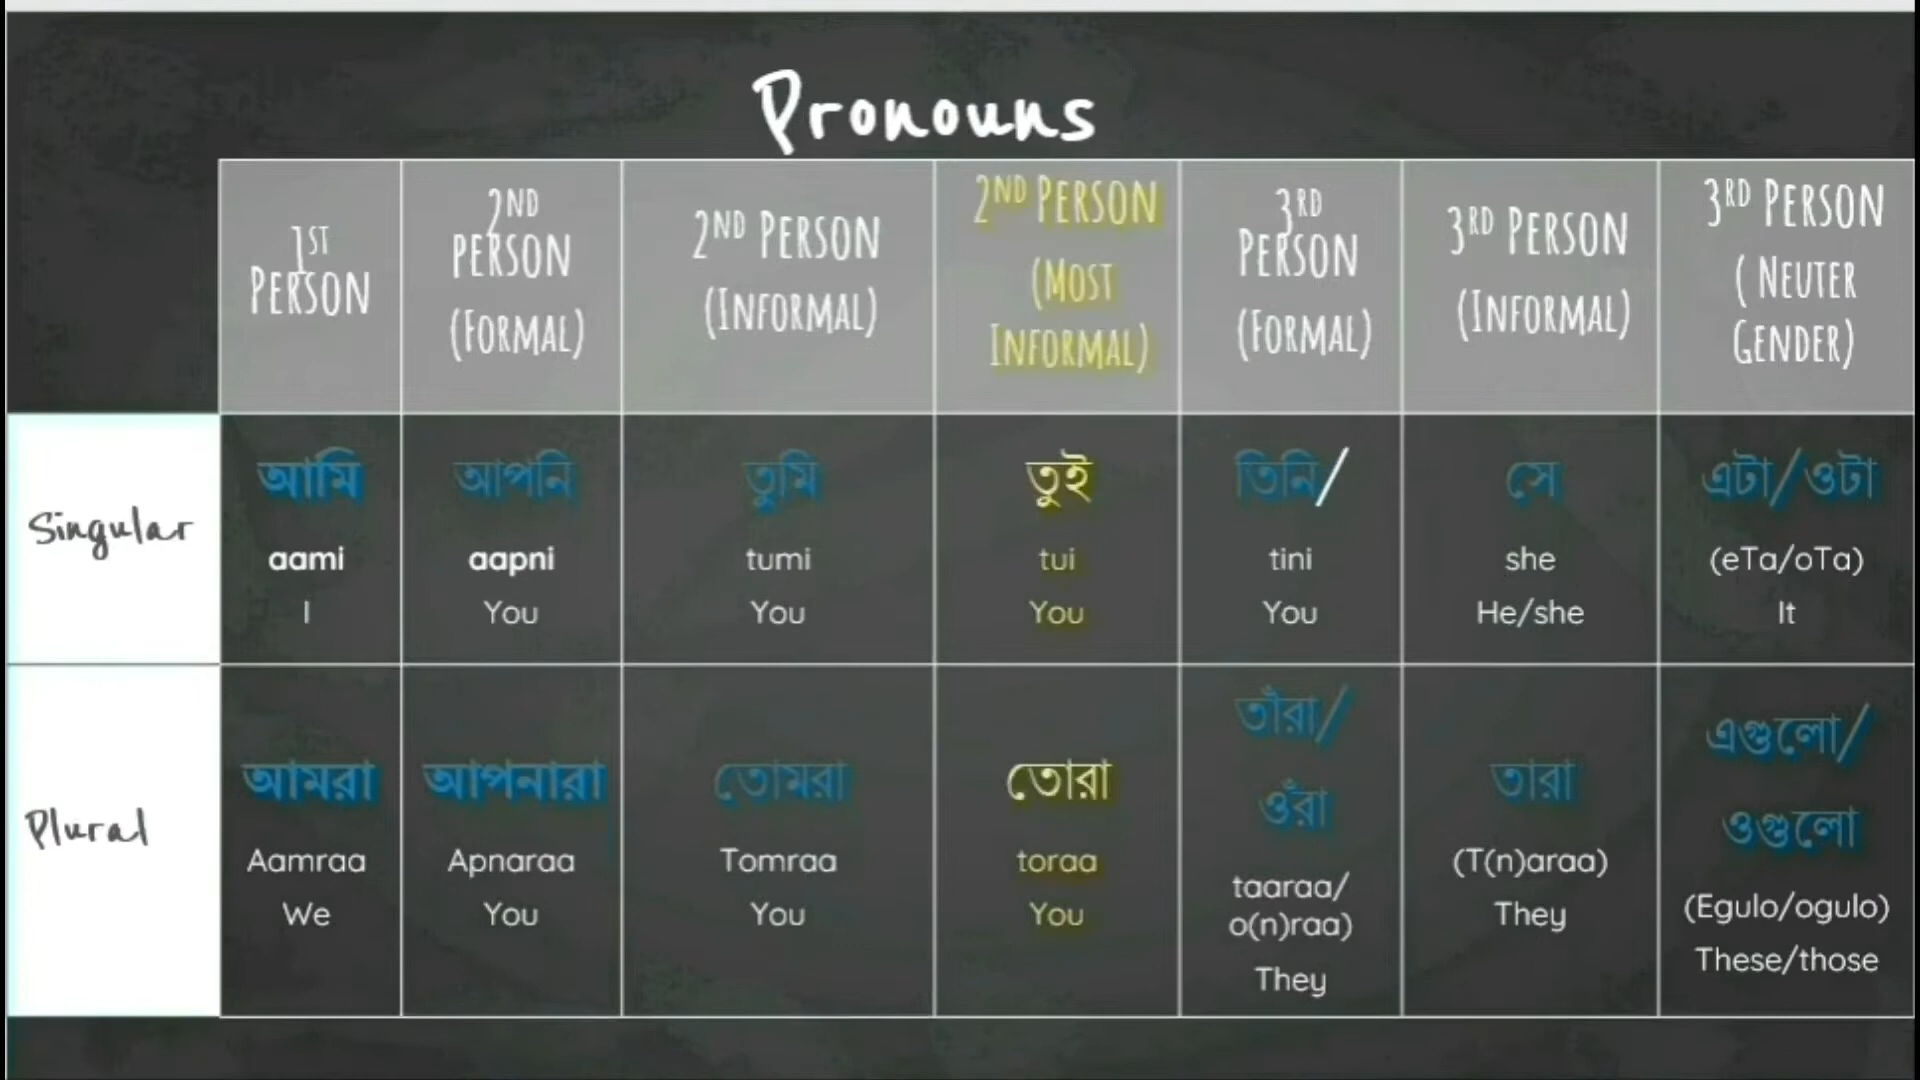 Pronouns
1ST PERSON
2ND PERSON (FORMAL)
2ND PERSON (INFORMAL)
2ND PERSON (MOST INFORMAL)
3RD PERSON (FORMAL)
3RD PERSON (INFORMAL)
3RD PERSON ( NEUTER GENDER)
Singular
আমি
aami
I
আপনি
aapni
You
তুমি
tumi
You
তুই
tui
You
তিনি/
tini
You
সে
she
He/she
এটা/ওটা
(eTa/oTa)
It
Plural
আমরা
Aamraa
We
আপনারা
Apnaraa
You
তোমরা
Tomraa
You
তোরা
toraa
You
তাঁরা/
ওঁরা
taaraa/
o(n)raa)
They
তারা
(T(n)araa)
They
এগুলো/
ওগুলো
(Egulo/ogulo)
These/those